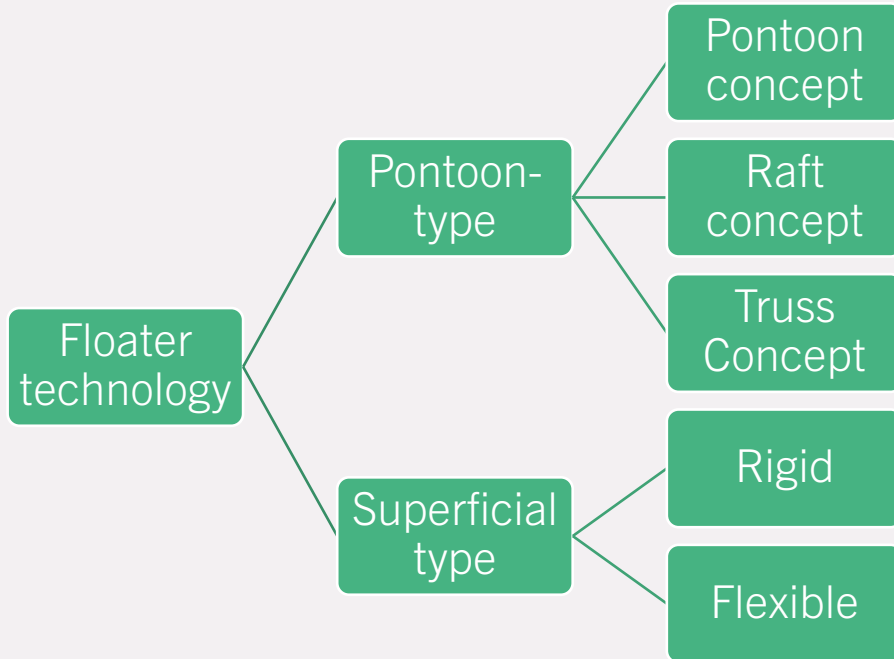 Floater
technology
Pontoon-
type
Pontoon
concept
Raft
concept
Truss
Concept
Superficial
type
Rigid
Flexible